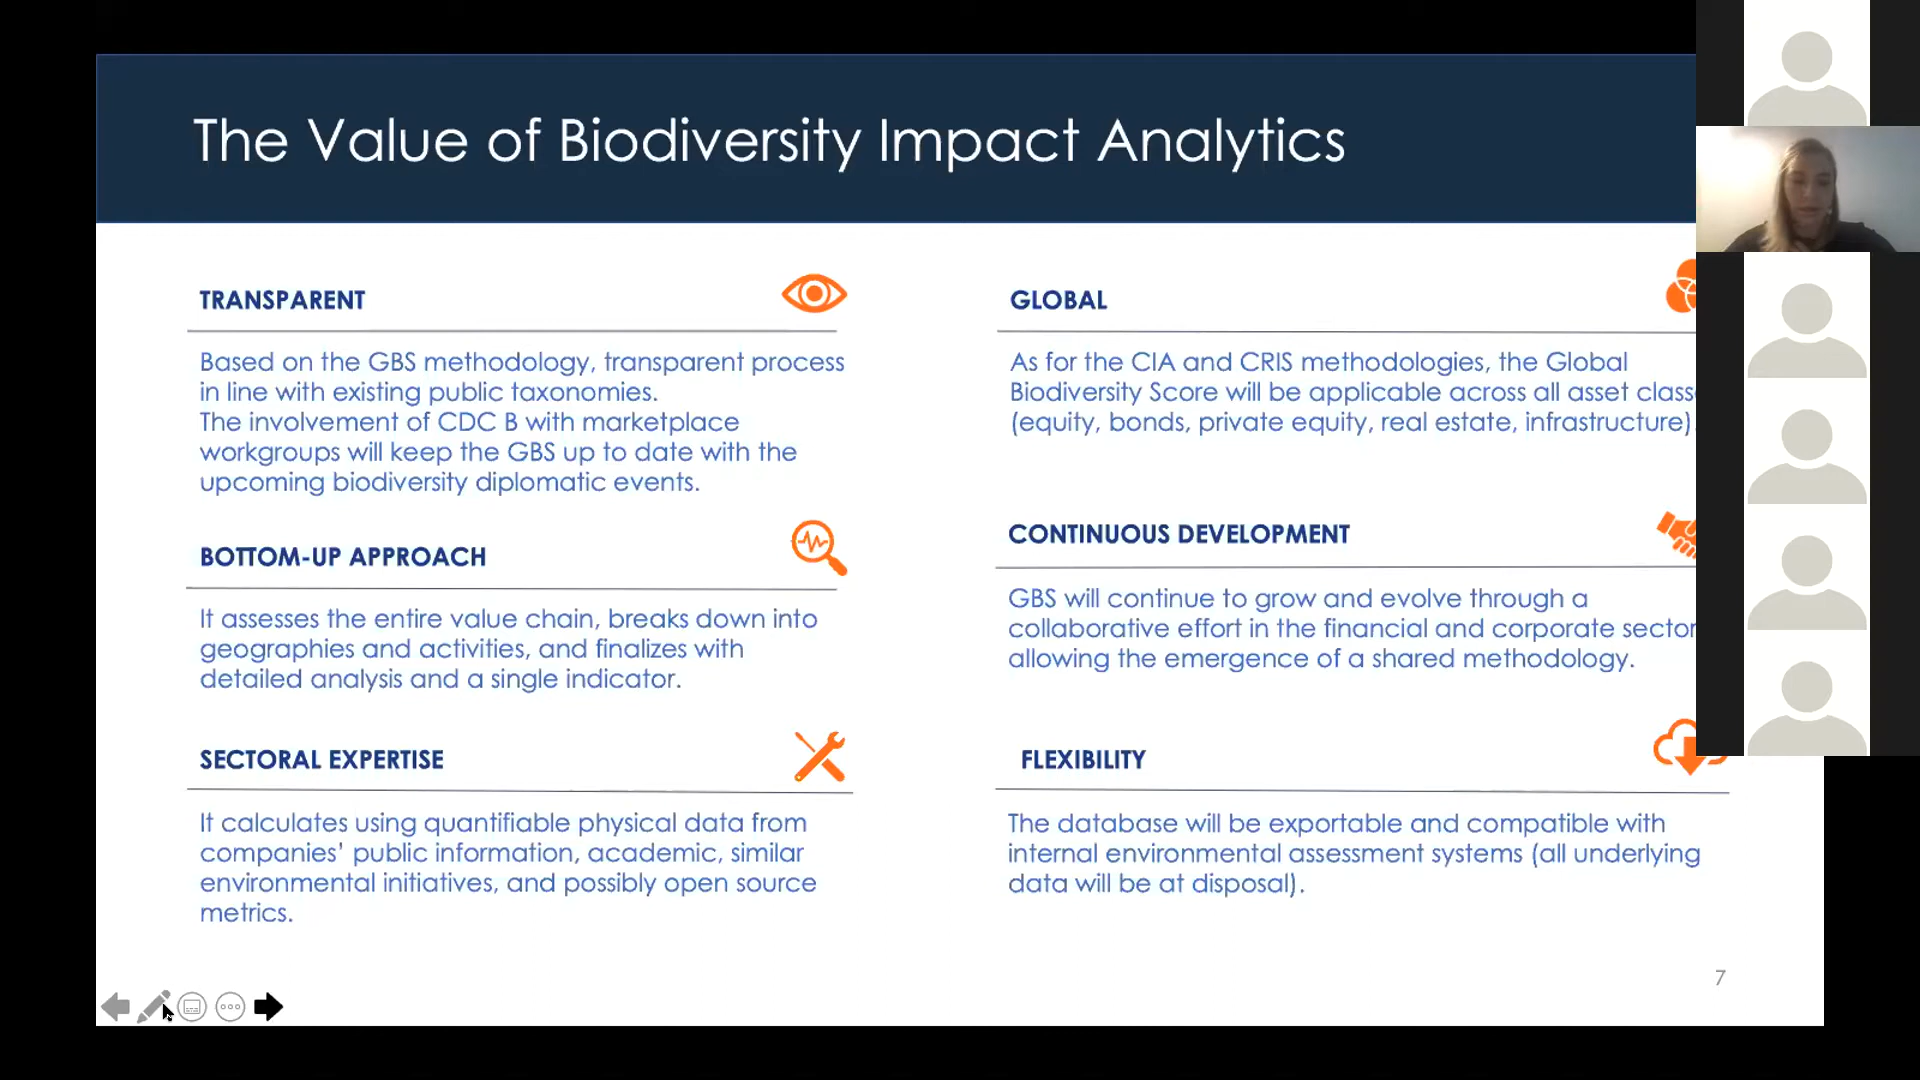 The Value of Biodiversity Impact Analytics
TRANSPARENT
Based on the GBS methodology, transparent process
in line with existing public taxonomies.
The involvement of CDC B with marketplace
workgroups will keep the GBS up to date with the
upcoming biodiversity diplomatic events.
BOTTOM-UP APPROACH
It assesses the entire value chain, breaks down into
geographies and activities, and finalizes with
detailed analysis and a single indicator.
SECTORAL EXPERTISE
It calculates using quantifiable physical data from
companies' public information, academic, similar
environmental initiatives, and possibly open source
metrics.
GLOBAL
As for the CIA and CRIS methodologies, the Global
Biodiversity Score will be applicable across all asset
(equity, bonds, private equity, real estate, infrastructure)
CONTINUOUS DEVELOPMENT
GBS will continue to grow and evolve through a
collaborative effort in the financial and corporate
allowing the emergence of a shared methodology.
FLEXIBILITY
The database will be exportable and compatible with
internal environmental assessment systems (all underlying
data will be at disposal).
7